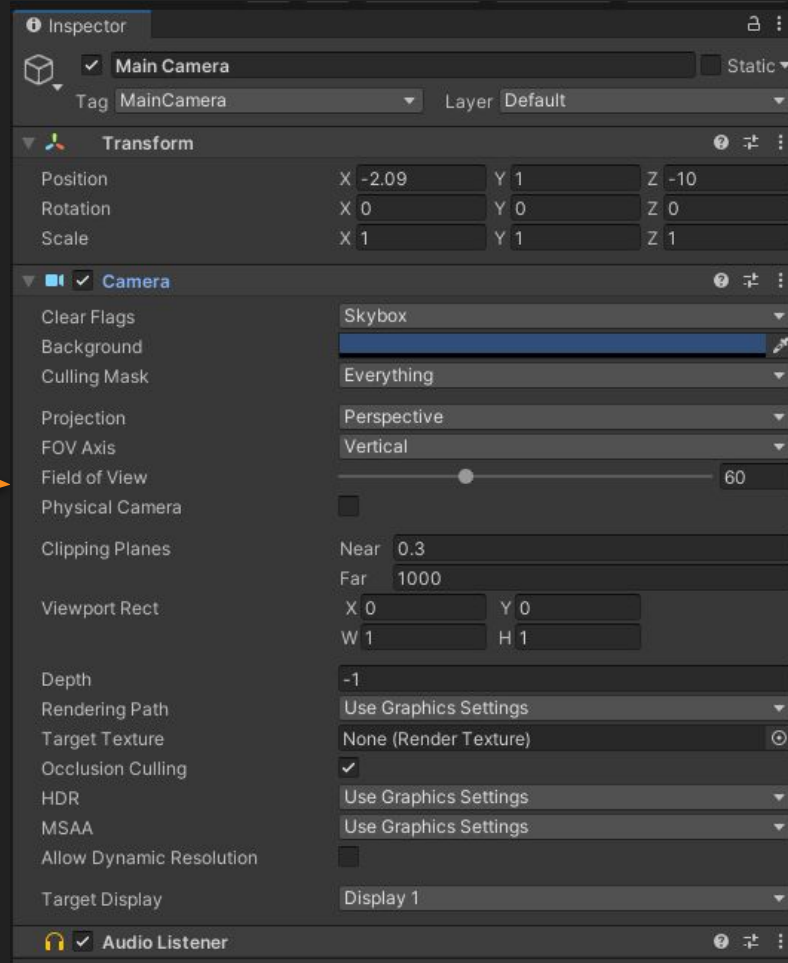 Inspector
Main Camera Static
Tag MainCamera Layer Default
Transform
Position X -2.09 Y 1 Z -10
Rotation X 0 Y 0 Z 0
Scale X 1 Y 1 Z 1
Camera
Clear Flags Skybox
Background
Culling Mask Everything
Projection Perspective
FOV Axis Vertical
Field of View 60
Physical Camera
Clipping Planes Near 0.3
Far 1000
Viewport Rect X 0 Y 0
W 1 H 1
Depth -1
Rendering Path Use Graphics Settings
Target Texture None (Render Texture)
Occlusion Culling
HDR Use Graphics Settings
MSAA Use Graphics Settings
Allow Dynamic Resolution
Target Display Display 1
Audio Listener